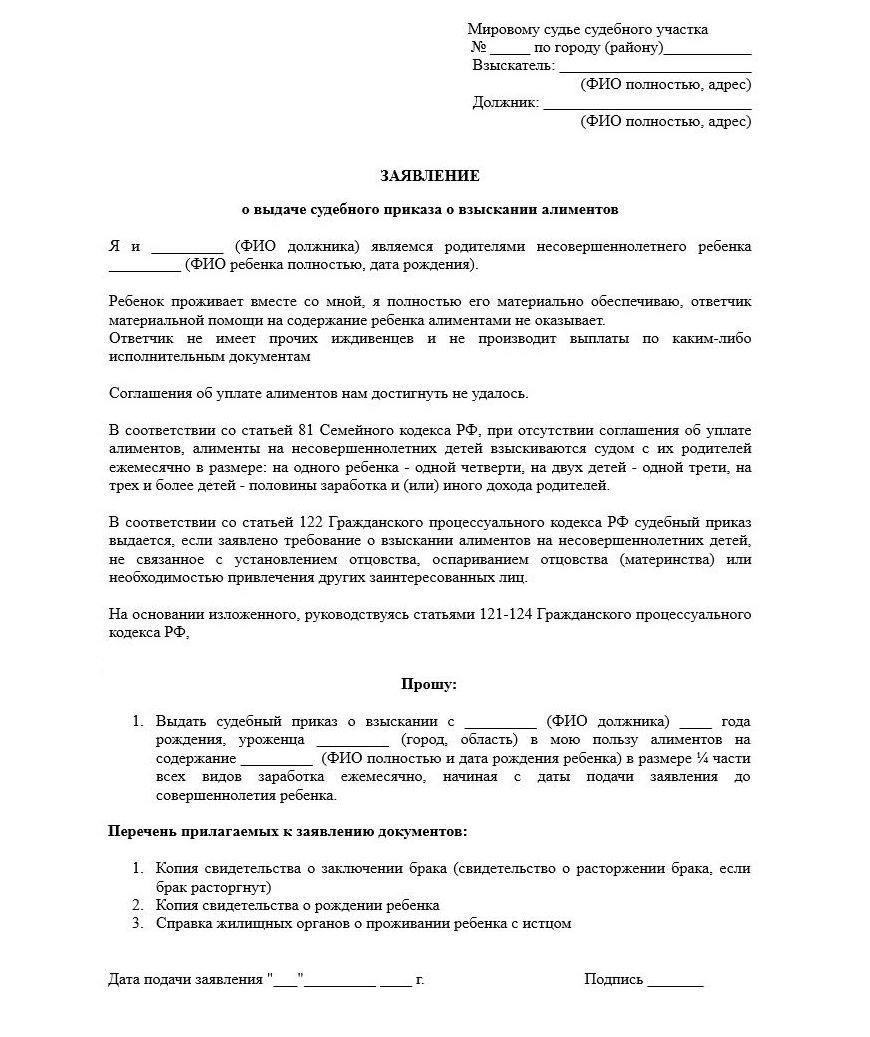 Мировому судье судебного участка
№ _____ по городу (району)___________
Взыскатель: ________________________
(ФИО полностью, адрес)
Должник: __________________________
(ФИО полностью, адрес)
ЗАЯВЛЕНИЕ
о выдаче судебного приказа о взыскании алиментов
Я и _________ (ФИО должника) являемся родителями несовершеннолетнего ребенка
_________ (ФИО ребенка полностью, дата рождения).
Ребенок проживает вместе со мной, я полностью его материально обеспечиваю, ответчик
материальной помощи на содержание ребенка алиментами не оказывает.
Ответчик не имеет прочих иждивенцев и не производит выплаты по каким-либо
исполнительным документам
Соглашения об уплате алиментов нам достигнуть не удалось.
В соответствии со статьей 81 Семейного кодекса РФ, при отсутствии соглашения об уплате
алиментов, алименты на несовершеннолетних детей взыскиваются судом с их родителей
ежемесячно в размере: на одного ребенка - одной четверти, на двух детей - одной трети, на
трех и более детей - половины заработка и (или) иного дохода родителей.
В соответствии со статьей 122 Гражданского процессуального кодекса РФ судебный приказ
выдается, если заявлено требование о взыскании алиментов на несовершеннолетних детей,
не связанное с установлением отцовства, оспариванием отцовства (материнства) или
необходимостью привлечения других заинтересованных лиц.
На основании изложенного, руководствуясь статьями 121-124 Гражданского процессуального
кодекса РФ,
Прошу:
1. Выдать судебный приказ о взыскании с _________ (ФИО должника) ____ года
рождения, уроженца _________ (город, область) в мою пользу алиментов на
содержание _________ (ФИО полностью и дата рождения ребенка) в размере ¼ части
всех видов заработка ежемесячно, начиная с даты подачи заявления до
совершеннолетия ребенка.
Перечень прилагаемых к заявлению документов:
1. Копия свидетельства о заключении брака (свидетельство о расторжении брака, если
брак расторгнут)
2. Копия свидетельства о рождении ребенка
3. Справка жилищных органов о проживании ребенка с истцом
Дата подачи заявления "___"_________ ____ г. Подпись _______